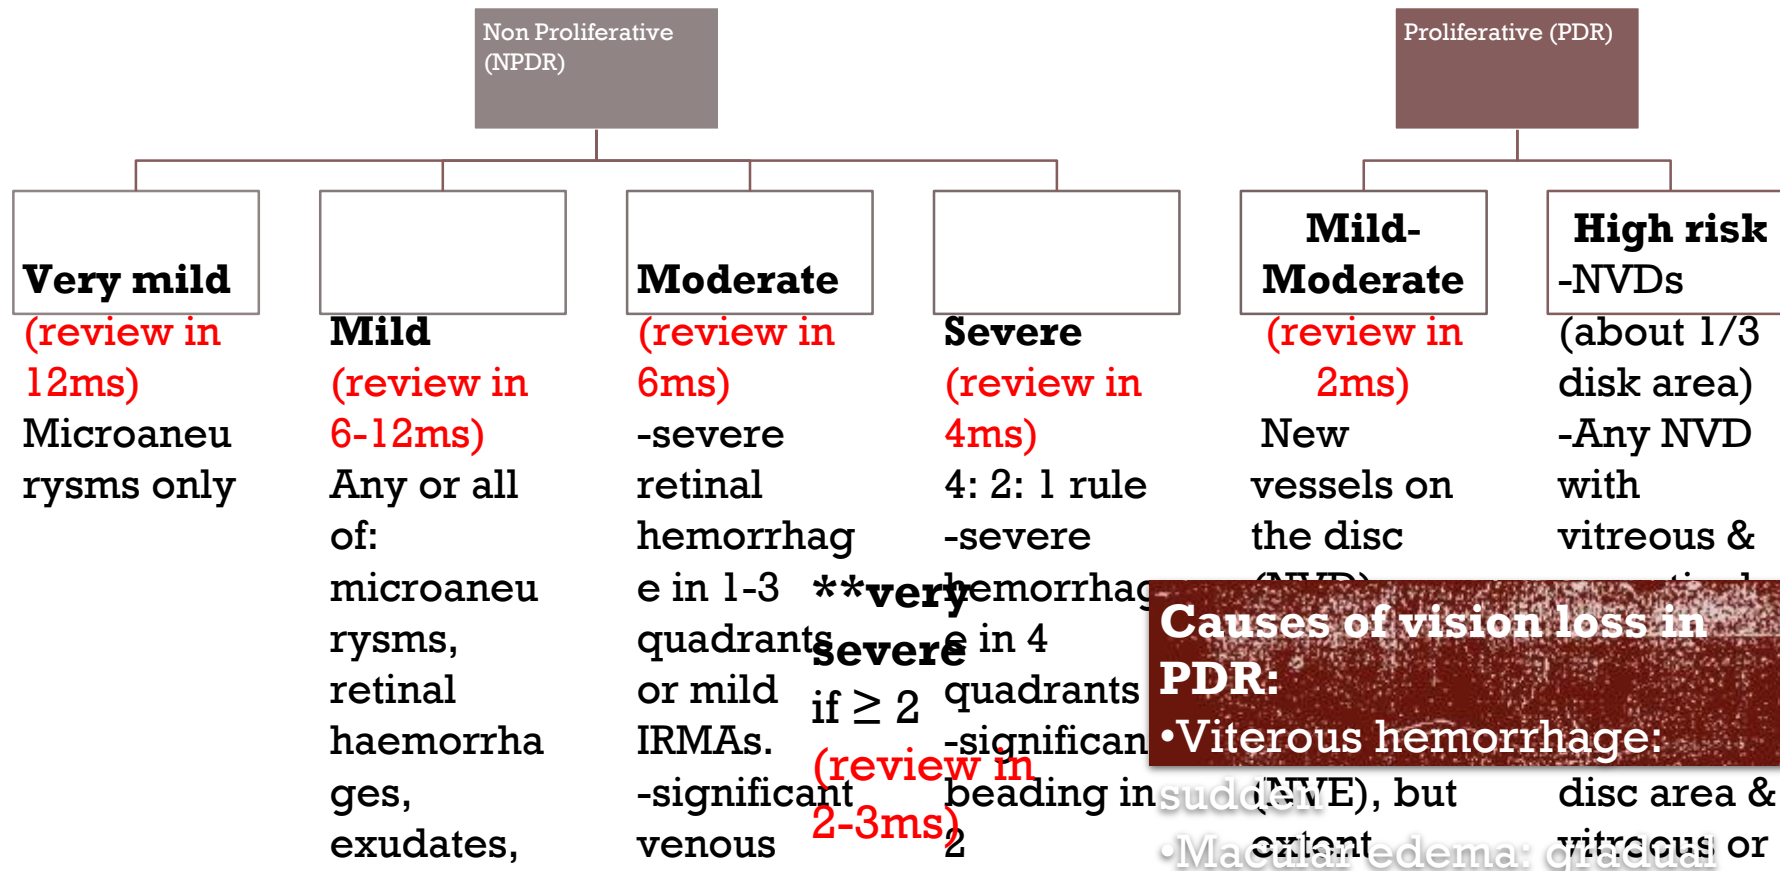 Non Proliferative
(NPDR)
Proliferative (PDR)
Very mild
(review in
12ms)
Microaneu
rysms only
Mild
(review in
6-12ms)
Any or all
of:
microaneu
rysms,
retinal
haemorrha
ges,
exudates,
Moderate
(review in
6ms)
-severe
retinal
hemorrhag
e in 1-3
quadrants
or mild
IRMAs.
-significant
venous
**very
severe
if ≥ 2
(review in
2-3ms)
Severe
(review in
4ms)
4: 2: 1 rule
-severe
hemorrhag
e in 4
quadrants
-significan
beading in
2
Mild-
Moderate
(review in
2ms)
New
vessels on
the disc
(NVD)
(NVE), but
extent
High risk
-NVDs
(about 1/3
disk area)
-Any NVD
with
vitreous &
disc area &
vitreous or
Causes of vision loss in
PDR:
•Viterous hemorrhage:
sudden
•Macular edema: gradual